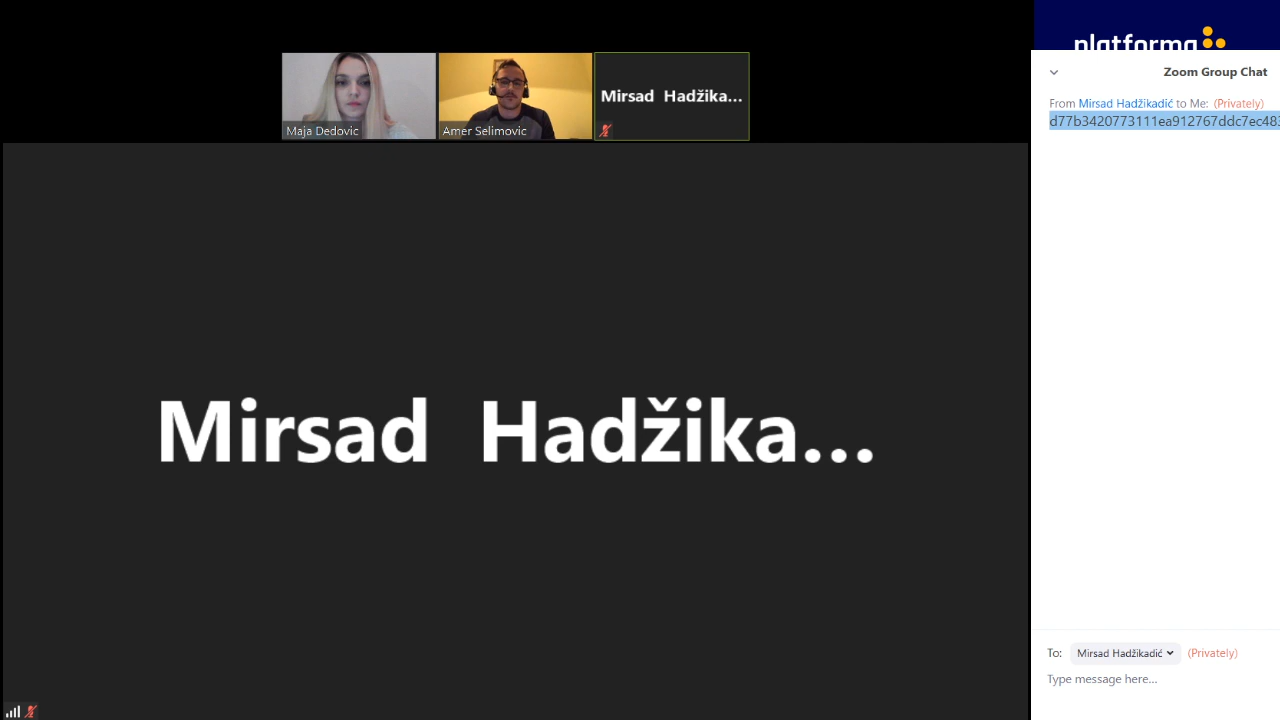 platforma
Zoom Group Chat
Maja Dedovic
Amer Selimovic
Mirsad Hadžika...
From Mirsad Hadžikadić to Me: (Privately)
d77b3420773111ea912767ddc7ec483
Mirsad Hadžika...
To: Mirsad Hadžikadić (Privately)
Type message here...